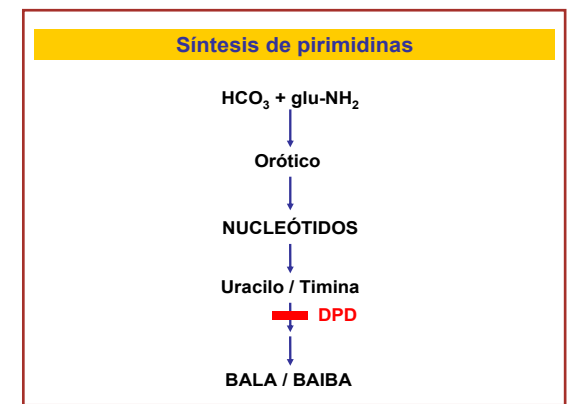 Síntesis de pirimidinas
HCO₃ + glu-NH₂
Orótico
NUCLEÓTIDOS
Uracilo / Timina
DPD
BALA / BAIBA